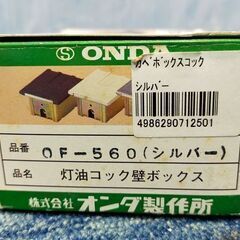 Ⓢ ONDA
カベボックスコック
シルバー
4986290712501
品番 OF-560(シルバー)
品名 灯油コック壁ボックス
株式会社 オンダ製作所